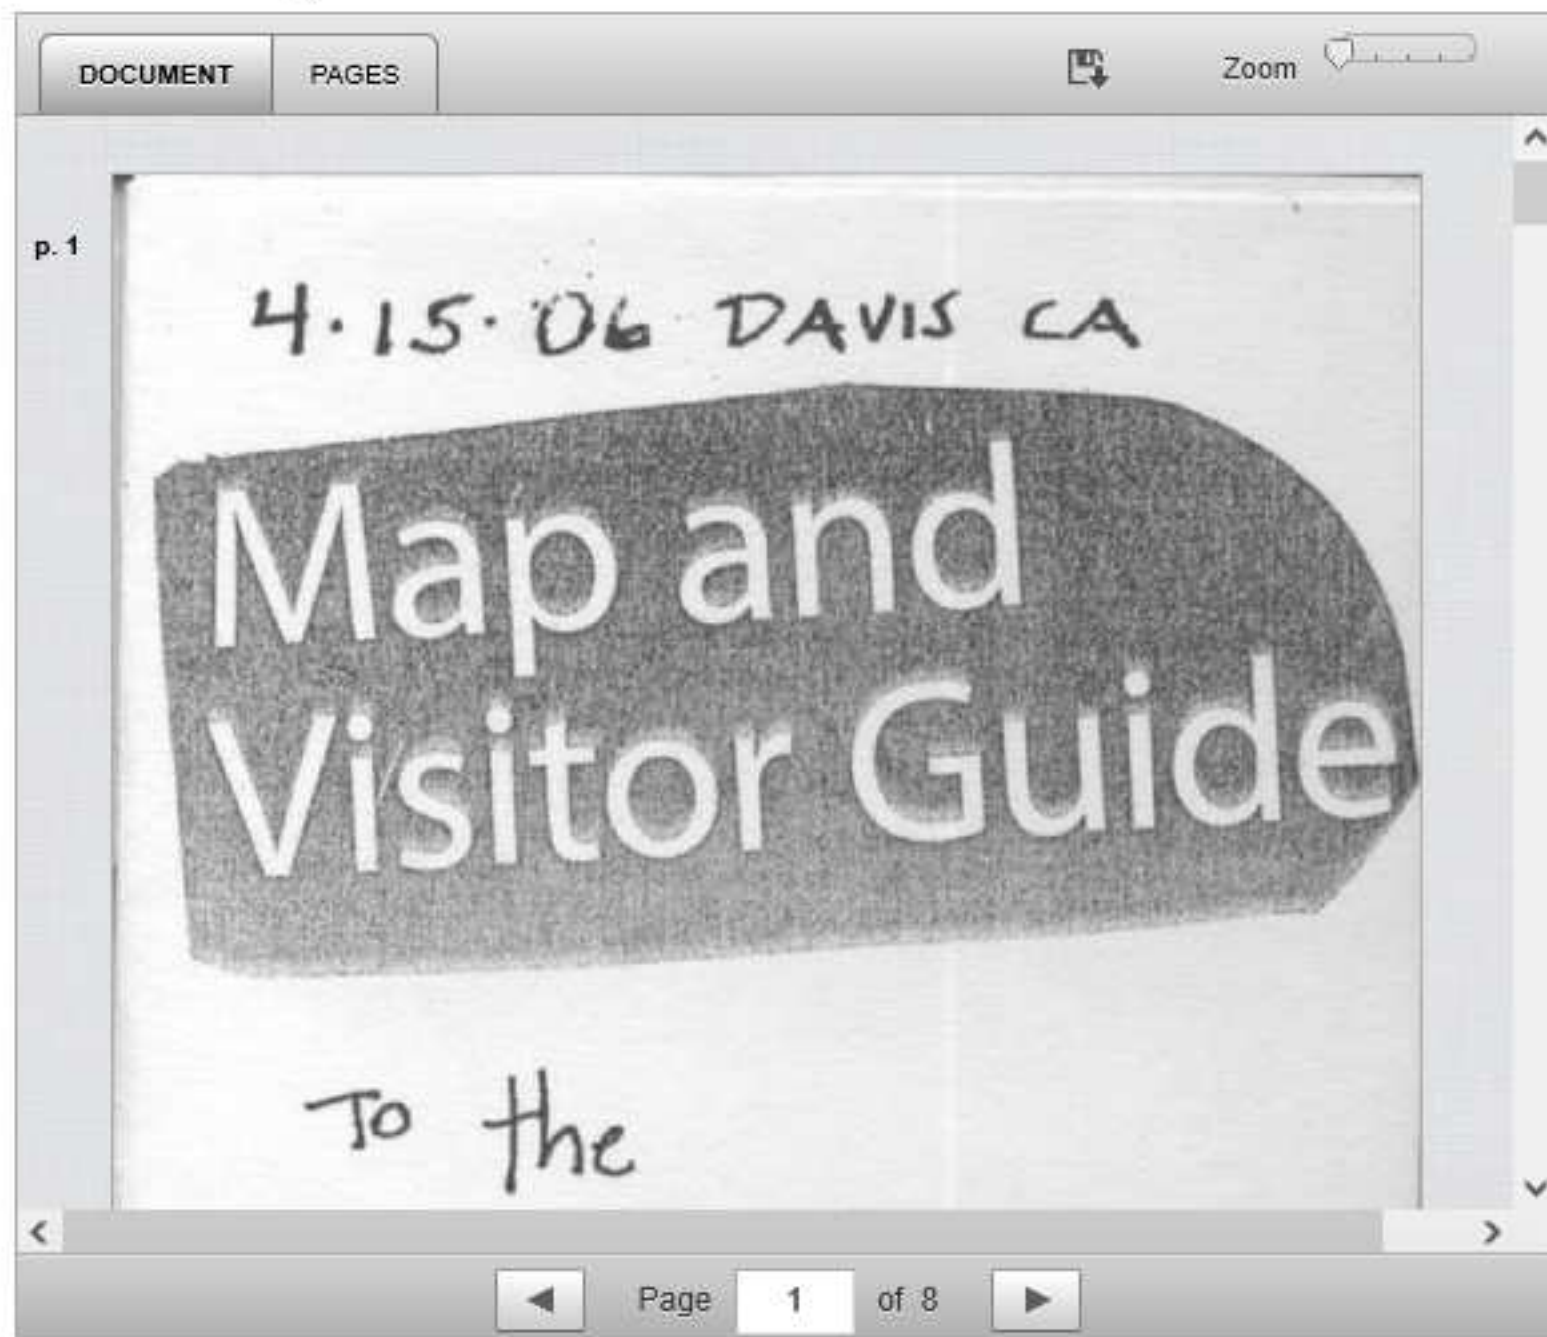 DOCUMENT PAGES Zoom
p. 1
4·15·06 DAVIS CA
Map and
Visitor Guide
To the
Page 1 of 8